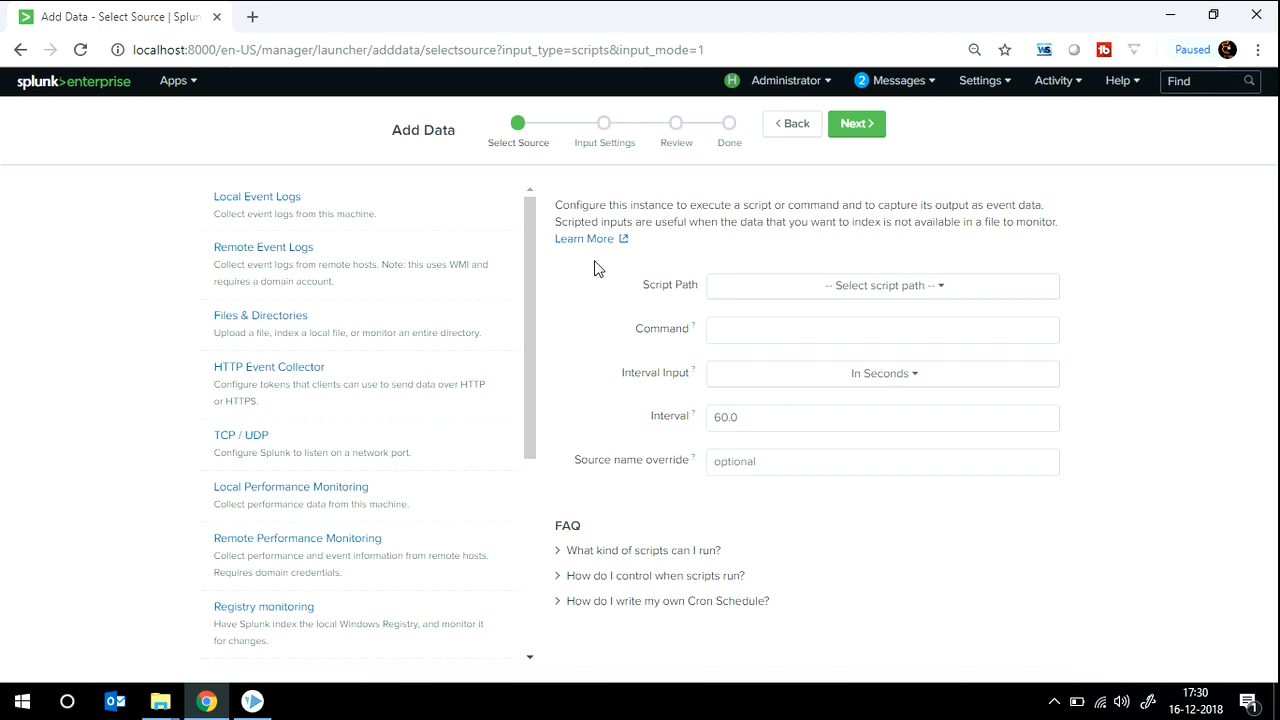 Add Data - Select Source | Splun
localhost:8000/en-US/manager/launcher/adddata/selectsource?input_type=scripts&input_mode=1
Paused
splunk>enterprise
Apps
H
Administrator
2 Messages
Settings
Activity
Help
Find
Add Data
Select Source
Input Settings
Review
Done
< Back
Next >
Local Event Logs
Collect event logs from this machine.
Remote Event Logs
Collect event logs from remote hosts. Note: this uses WMI and
requires a domain account.
Files & Directories
Upload a file, index a local file, or monitor an entire directory.
HTTP Event Collector
Configure tokens that clients can use to send data over HTTP
or HTTPS.
TCP / UDP
Configure Splunk to listen on a network port.
Local Performance Monitoring
Collect performance data from this machine.
Remote Performance Monitoring
Collect performance and event information from remote hosts.
Requires domain credentials.
Registry monitoring
Have Splunk index the local Windows Registry, and monitor it
for changes.
Configure this instance to execute a script or command and to capture its output as event data.
Scripted inputs are useful when the data that you want to index is not available in a file to monitor.
Learn More
Script Path
-- Select script path --
Command ?
Interval Input ?
In Seconds
Interval ?
60.0
Source name override ?
optional
FAQ
> What kind of scripts can I run?
> How do I control when scripts run?
> How do I write my own Cron Schedule?
17:30
16-12-2018
1